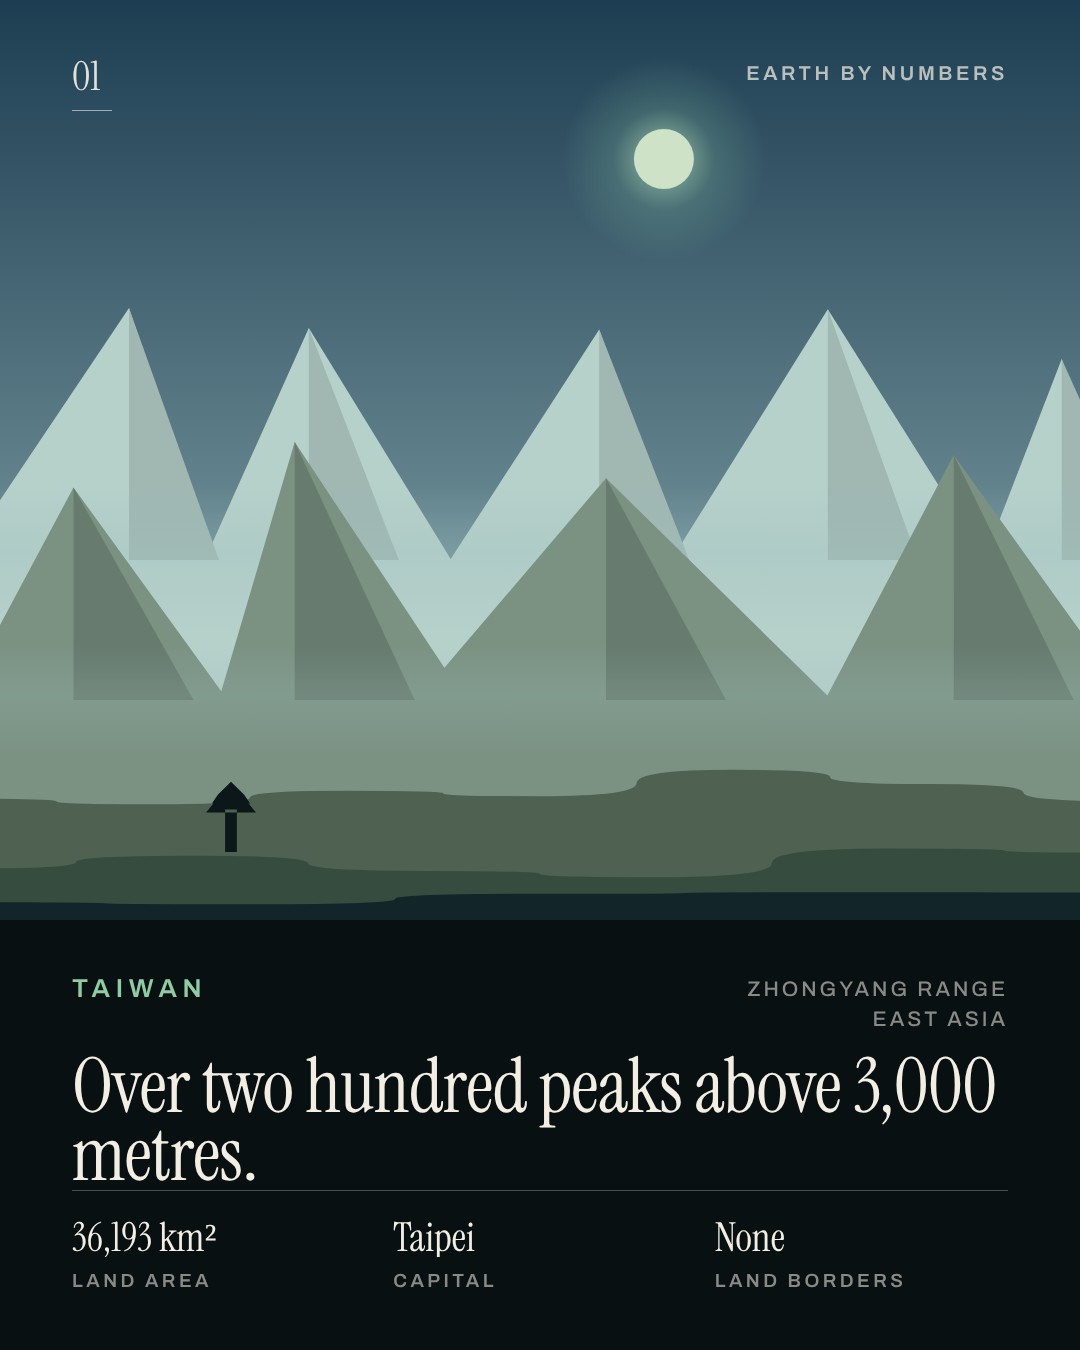 01
EARTH BY NUMBERS
TAIWAN
ZHONGYANG RANGE
EAST ASIA
Over two hundred peaks above 3,000
metres.
36,193 km²
LAND AREA
Taipei
CAPITAL
None
LAND BORDERS